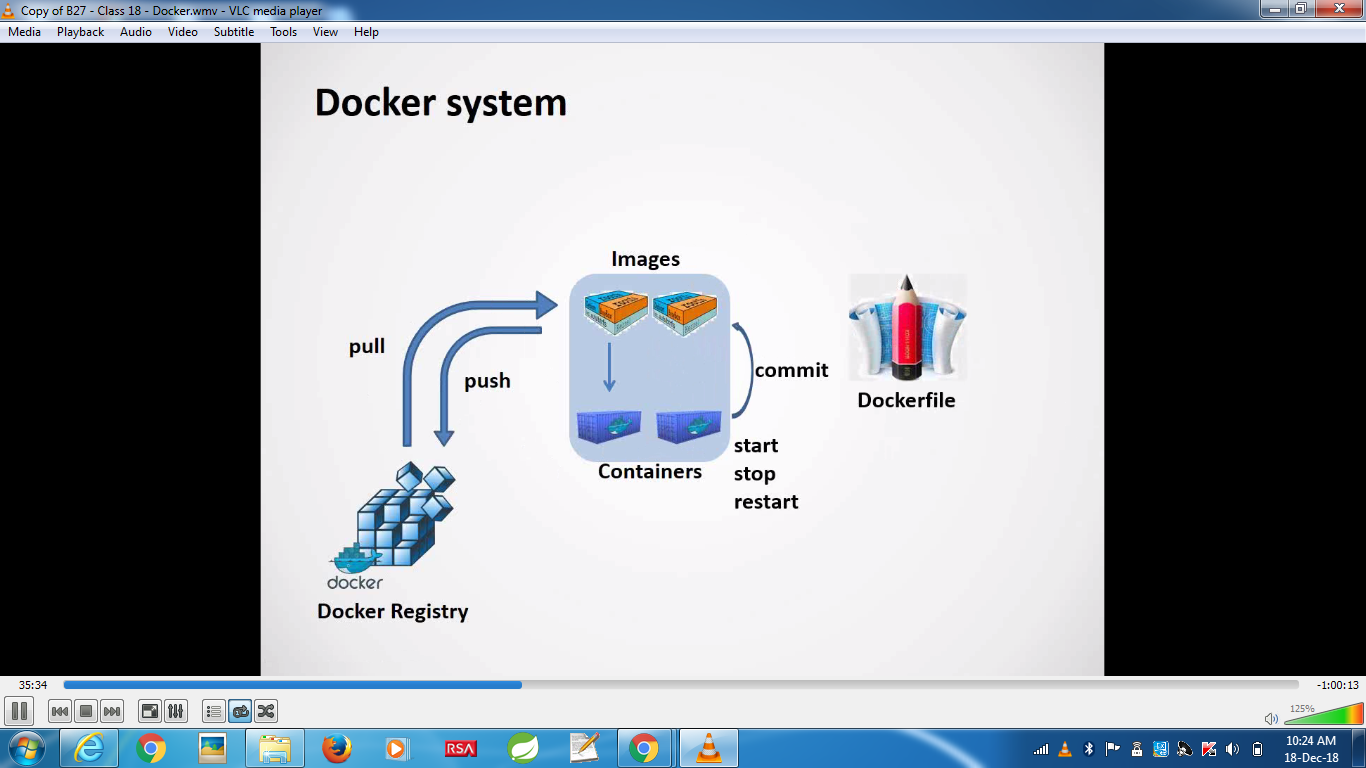 Copy of B27 - Class 18 - Docker.wmv - VLC media player
Media Playback Audio Video Subtitle Tools View Help
Docker system
Images
pull
push
commit
Dockerfile
start
stop
restart
Containers
docker
Docker Registry
35:34
-1:00:13
125%
RSA
10:24 AM
18-Dec-18